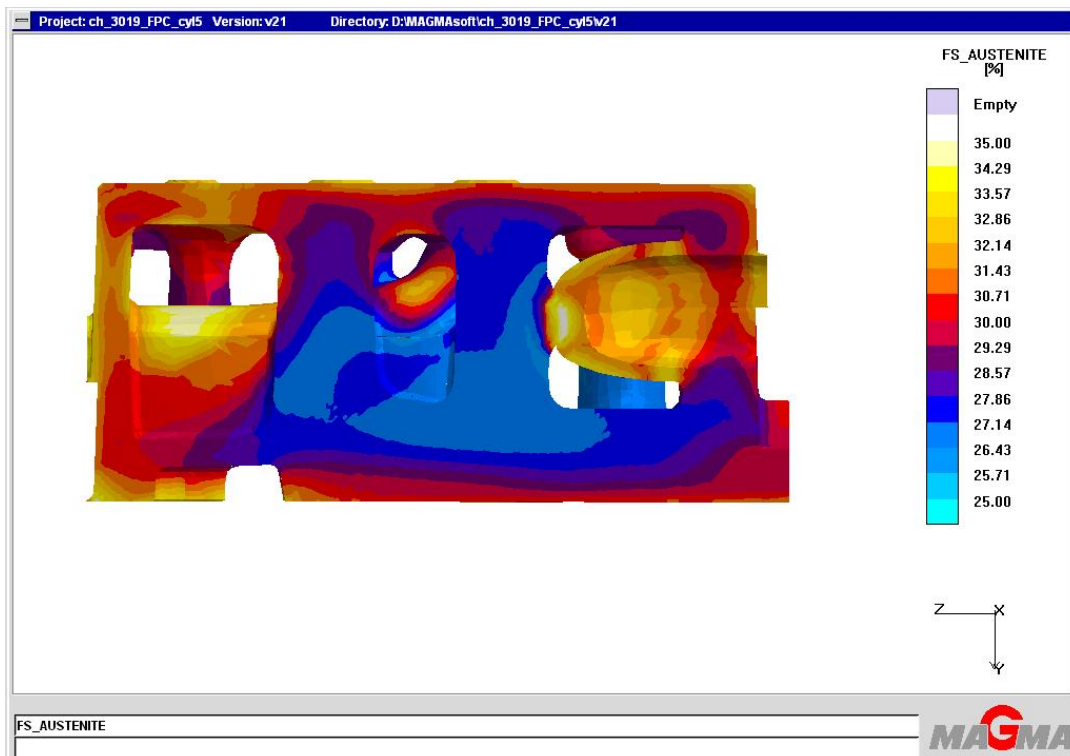 Project: ch_3019_FPC_cyl5 Version: v21 Directory: D:\MAGMAsoft\ch_3019_FPC_cyl5\v21
FS_AUSTENITE
[%]
Empty
35.00
34.29
33.57
32.86
32.14
31.43
30.71
30.00
29.29
28.57
27.86
27.14
26.43
25.71
25.00
Z
X
Y
FS_AUSTENITE
MAGMA